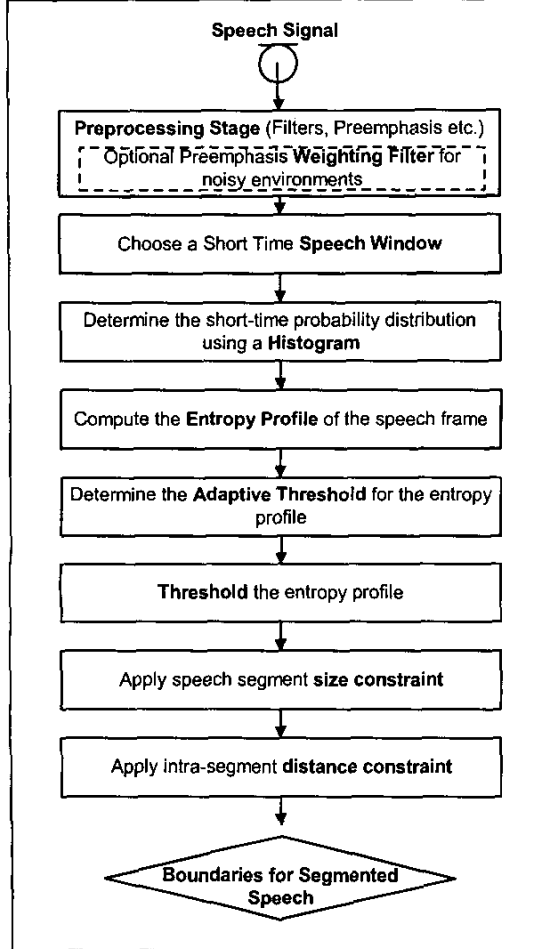 Speech Signal
Preprocessing Stage (Filters, Preemphasis etc.)
Optional Preemphasis Weighting Filter for
noisy environments
Choose a Short Time Speech Window
Determine the short-time probability distribution
using a Histogram
Compute the Entropy Profile of the speech frame
Determine the Adaptive Threshold for the entropy
profile
Threshold the entropy profile
Apply speech segment size constraint
Apply intra-segment distance constraint
Boundaries for Segmented
Speech